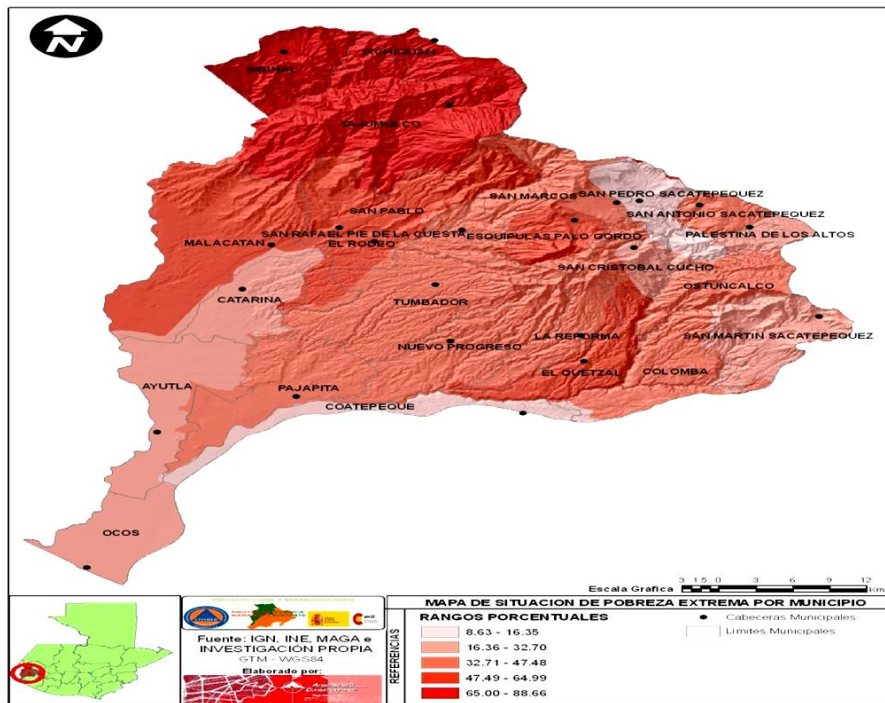 N
SIBINAL
TAJUMULCO
SAN PABLO
SAN MARCOS
SAN PEDRO SACATEPEQUEZ
SAN ANTONIO SACATEPEQUEZ
SAN RAFAEL PIE DE LA CUESTA
ESQUIPULAS PALO GORDO
PALESTINA DE LOS ALTOS
MALACATAN
EL RODEO
SAN CRISTOBAL CUCHO
CATARINA
TUMBADOR
OSTUNCALCO
LA REFORMA
SAN MARTIN SACATEPEQUEZ
NUEVO PROGRESO
EL QUETZAL
COLOMBA
AYUTLA
PAJAPITA
COATEPEQUE
OCOS
Escala Grafica
3 1.5 0 3 6 9 12
Km
MAPA DE SITUACION DE POBREZA EXTREMA POR MUNICIPIO
REFERENCIAS
RANGOS PORCENTUALES
8.63 - 16.35
16.36 - 32.70
32.71 - 47.48
47.49 - 64.99
65.00 - 88.66
Cabeceras Municipales
Limites Municipales
Fuente: IGN, INE, MAGA e
INVESTIGACIÓN PROPIA
GTM - WGS84
Elaborado por: